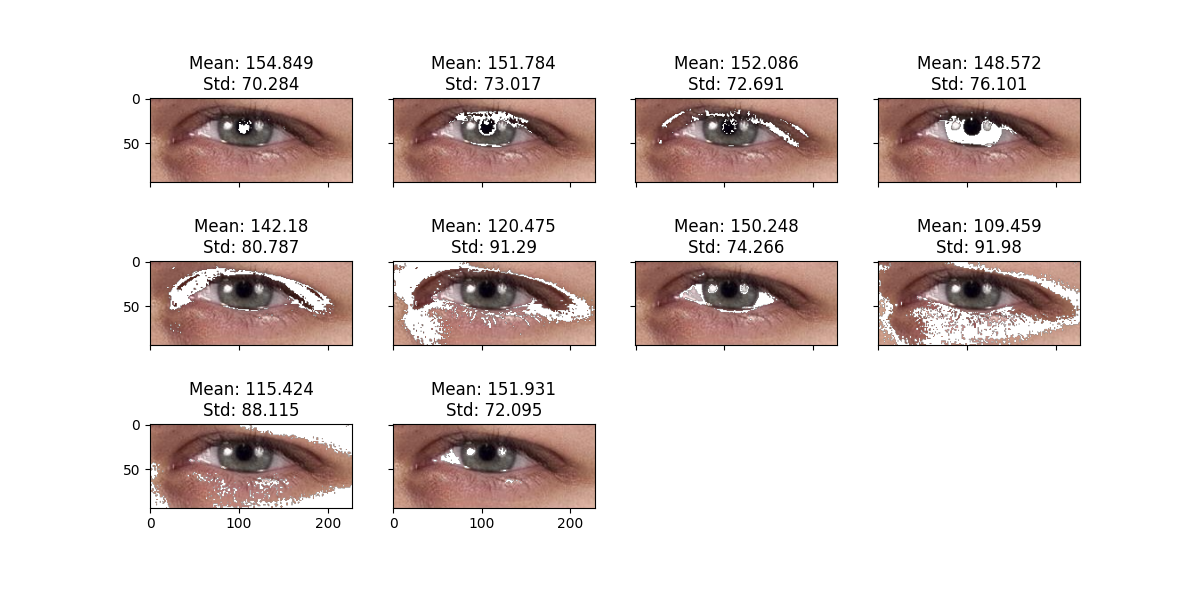 Mean: 154.849
Std: 70.284
Mean: 151.784
Std: 73.017
Mean: 152.086
Std: 72.691
Mean: 148.572
Std: 76.101
0
50
Mean: 142.18
Std: 80.787
Mean: 120.475
Std: 91.29
Mean: 150.248
Std: 74.266
Mean: 109.459
Std: 91.98
0
50
Mean: 115.424
Std: 88.115
Mean: 151.931
Std: 72.095
0
50
0
100
200
0
100
200